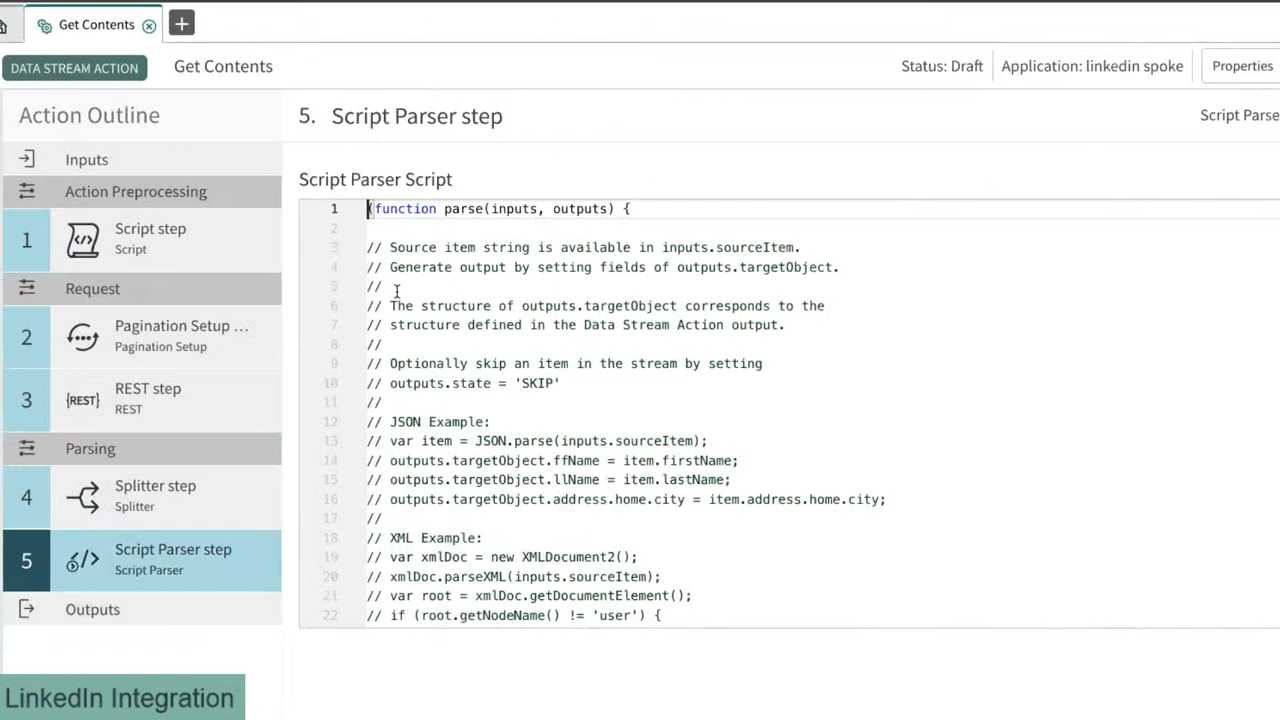 Get Contents
DATA STREAM ACTION
Get Contents
Status: Draft
Application: linkedin spoke
Properties
Action Outline
Inputs
Action Preprocessing
1
Script step
Script
Request
2
Pagination Setup ...
Pagination Setup
3
{REST}
REST step
REST
Parsing
4
Splitter step
Splitter
5
Script Parser step
Script Parser
Outputs
5. Script Parser step
Script Parse
Script Parser Script
1 (function parse(inputs, outputs) {
2
3 // Source item string is available in inputs.sourceItem.
4 // Generate output by setting fields of outputs.targetObject.
5 //
6 // The structure of outputs.targetObject corresponds to the
7 // structure defined in the Data Stream Action output.
8 //
9 // Optionally skip an item in the stream by setting
10 // outputs.state = 'SKIP'
11 //
12 // JSON Example:
13 // var item = JSON.parse(inputs.sourceItem);
14 // outputs.targetObject.ffName = item.firstName;
15 // outputs.targetObject.llName = item.lastName;
16 // outputs.targetObject.address.home.city = item.address.home.city;
17 //
18 // XML Example:
19 // var xmlDoc = new XMLDocument2();
20 // xmlDoc.parseXML(inputs.sourceItem);
21 // var root = xmlDoc.getDocumentElement();
22 // if (root.getNodeName() != 'user') {
LinkedIn Integration